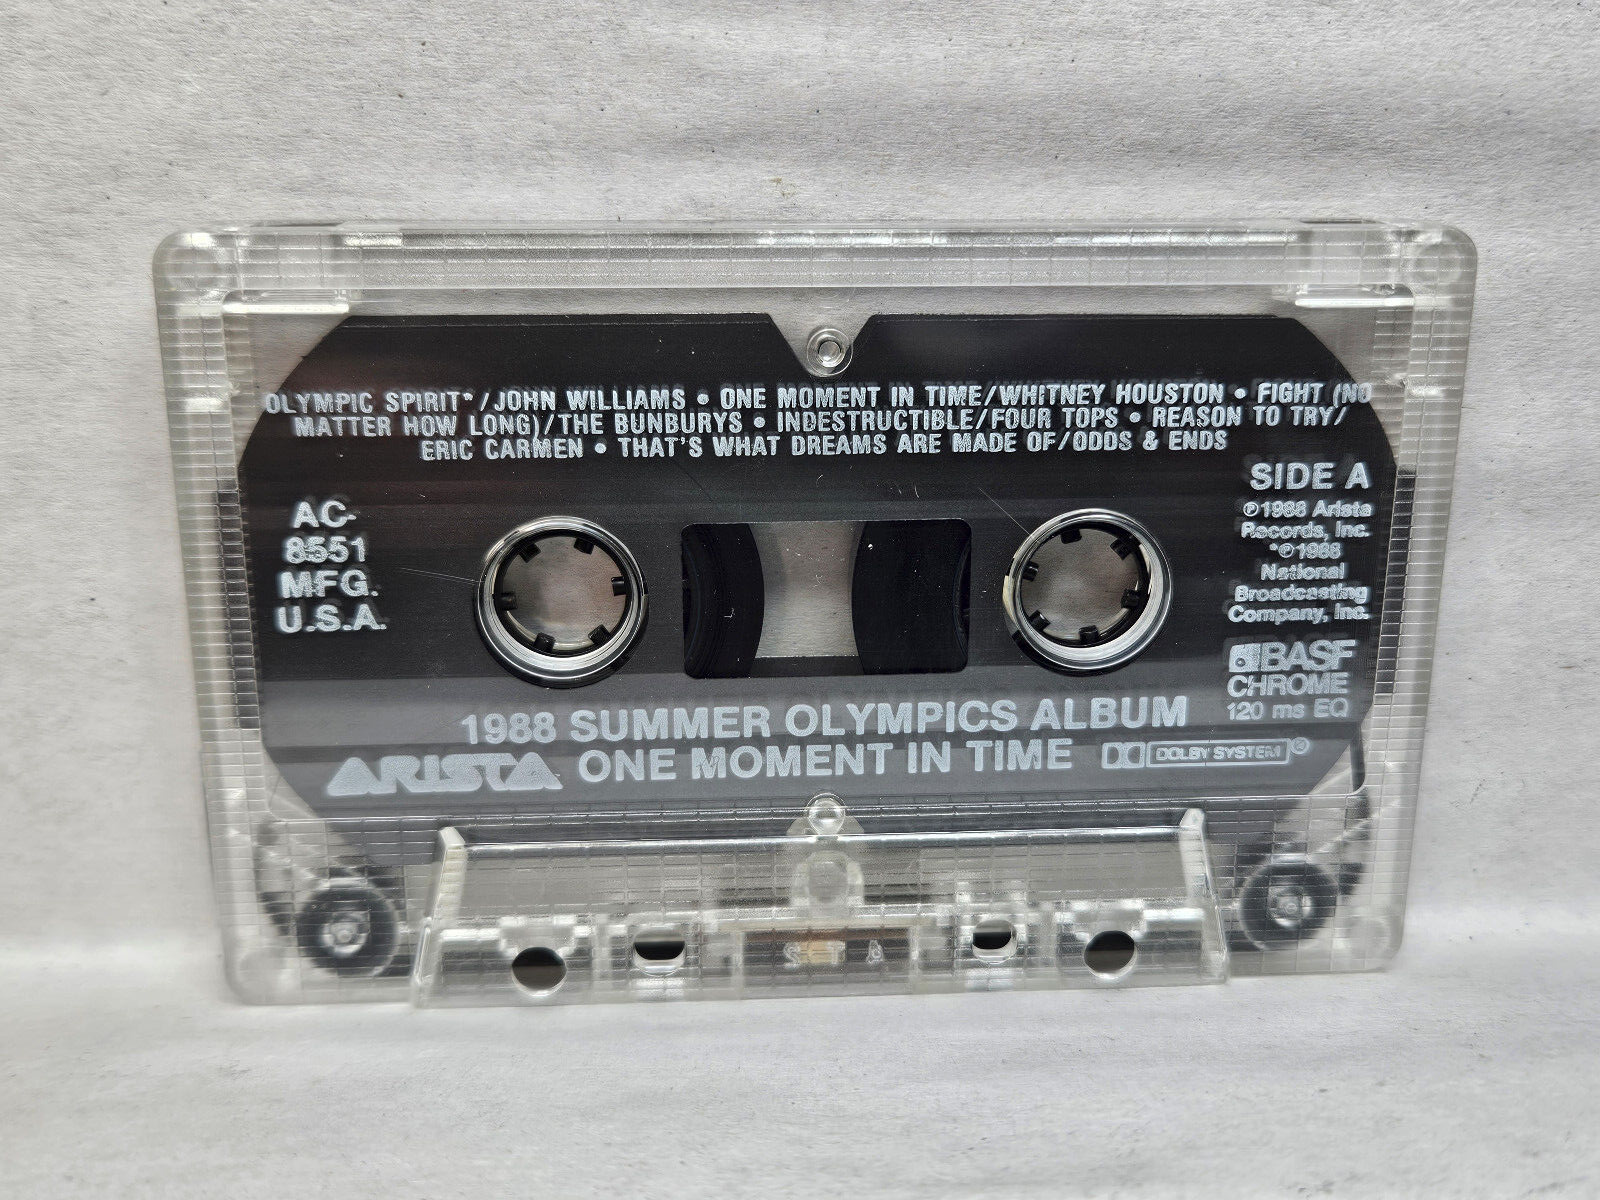 OLYMPIC SPIRIT*/JOHN WILLIAMS • ONE MOMENT IN TIME/WHITNEY HOUSTON • FIGHT (NO
MATTER HOW LONG)/THE BUNBURYS • INDESTRUCTIBLE/FOUR TOPS • REASON TO TRY/
ERIC CARMEN • THAT'S WHAT DREAMS ARE MADE OF/ODDS & ENDS
AC-
8551
MFG.
U.S.A.
SIDE A
℗1988 Arista
Records, Inc.
*℗1988
National
Broadcasting
Company, Inc.
BASF
CHROME
120 ms EQ
1988 SUMMER OLYMPICS ALBUM
ARISTA ONE MOMENT IN TIME DOLBY SYSTEM®